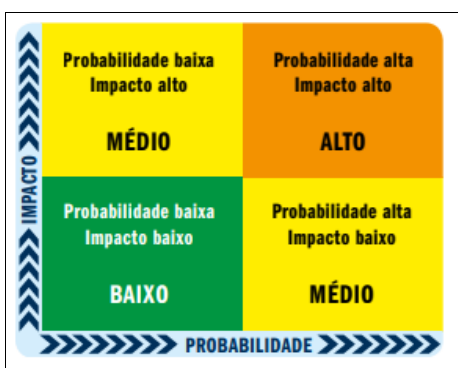 Probabilidade baixa
Impacto alto
MÉDIO
Probabilidade alta
Impacto alto
ALTO
IMPACTO
Probabilidade baixa
Impacto baixo
BAIXO
Probabilidade alta
Impacto baixo
MÉDIO
PROBABILIDADE